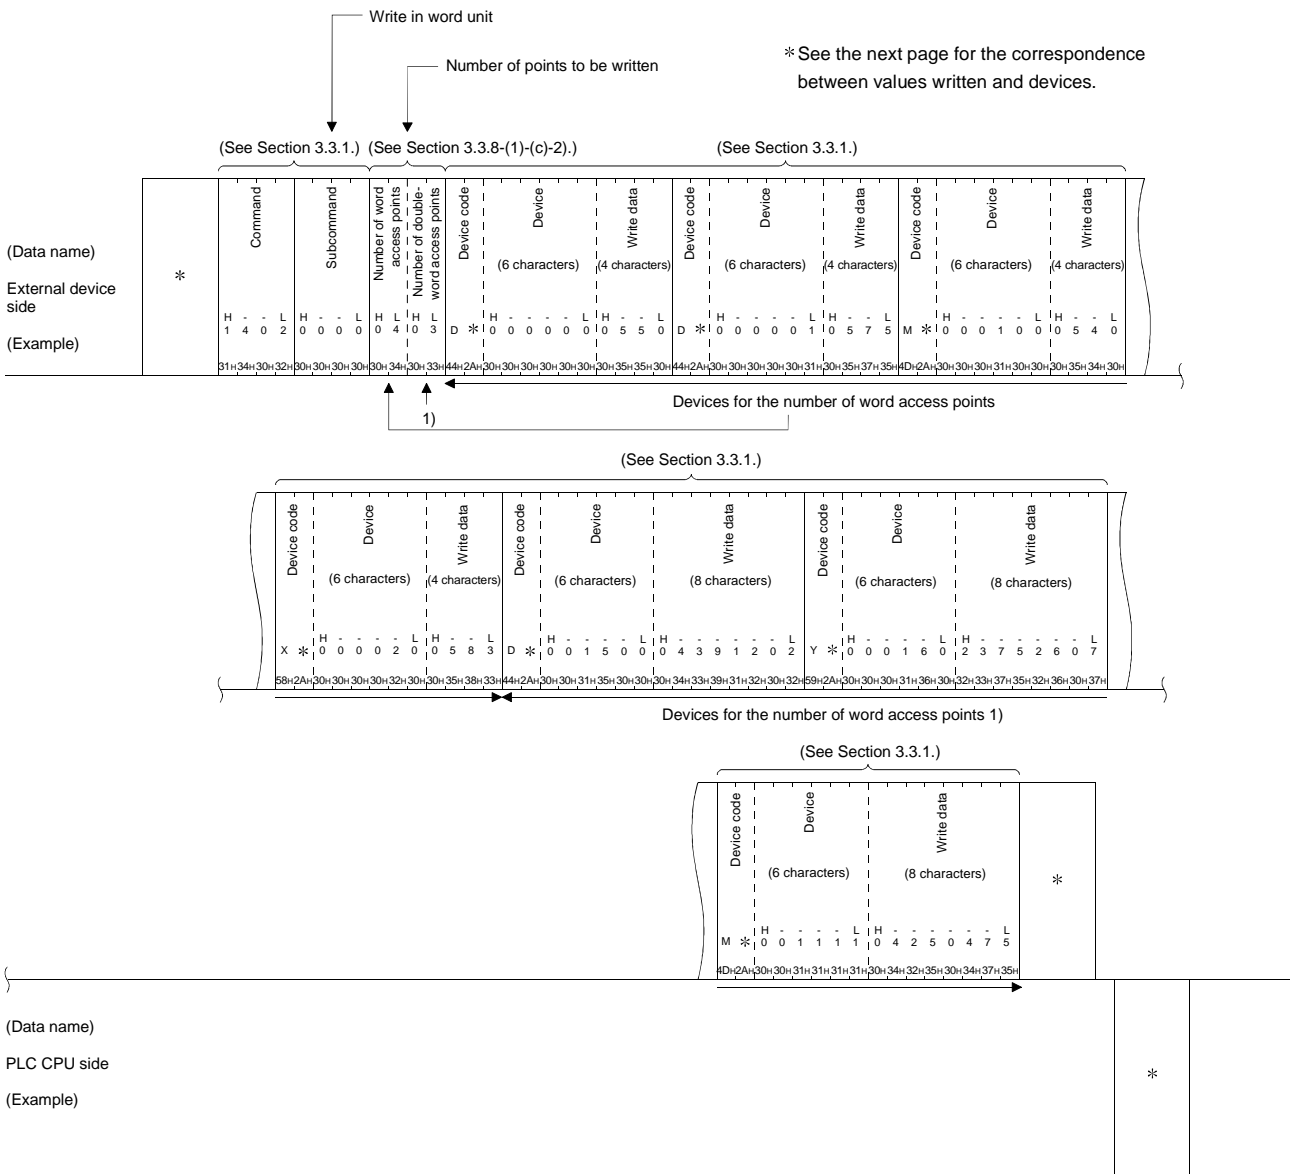 Write in word unit
Number of points to be written
*See the next page for the correspondence
between values written and devices.
(See Section 3.3.1.) (See Section 3.3.8-(1)-(c)-2).) (See Section 3.3.1.)
(Data name)
External device
side
(Example)
*
Command
Subcommand
Number of word
access points
Number of double-
word access points
Device code
Device
(6 characters)
Write data
(4 characters)
Device code
Device
(6 characters)
Write data
(4 characters)
Device code
Device
(6 characters)
Write data
(4 characters)
H - - L H - - L H L H L H - - - - L H - - L H - - - - L H - - L H - - - - L H - - L
1 4 0 2 0 0 0 0 0 4 0 3 D * 0 0 0 0 0 0 0 5 5 0 D * 0 0 0 0 0 1 0 5 7 5 M * 0 0 0 1 0 0 0 5 4 0
31H 34H 30H 32H 30H 30H 30H 30H 30H 34H 30H 33H 44H 2AH 30H 30H 30H 30H 30H 30H 30H 35H 35H 30H 44H 2AH 30H 30H 30H 30H 30H 31H 30H 35H 37H 35H 4DH 2AH 30H 30H 30H 31H 30H 30H 30H 35H 34H 30H
Devices for the number of word access points
1)
(See Section 3.3.1.)
Device code
Device
(6 characters)
Write data
(4 characters)
Device code
Device
(6 characters)
Write data
(8 characters)
Device code
Device
(6 characters)
Write data
(8 characters)
H - - - - L H - - L H - - - - L H - - - - - - L H - - - - L H - - - - - - L
X * 0 0 0 0 2 0 0 5 8 3 D * 0 0 1 5 0 0 0 4 3 9 1 2 0 2 Y * 0 0 0 1 6 0 2 3 7 5 2 6 0 7
58H 2AH 30H 30H 30H 30H 32H 30H 30H 35H 38H 33H 44H 2AH 30H 30H 31H 35H 30H 30H 30H 34H 33H 39H 31H 32H 30H 32H 59H 2AH 30H 30H 30H 31H 36H 30H 32H 33H 37H 35H 32H 36H 30H 37H
Devices for the number of word access points 1)
(See Section 3.3.1.)
Device code
Device
(6 characters)
Write data
(8 characters)
*
H - - - - L H - - - - - - L
M * 0 0 1 1 1 1 0 4 2 5 0 4 7 5
4DH 2AH 30H 30H 31H 31H 31H 31H 30H 34H 32H 35H 30H 34H 37H 35H
(Data name)
PLC CPU side
(Example)
*